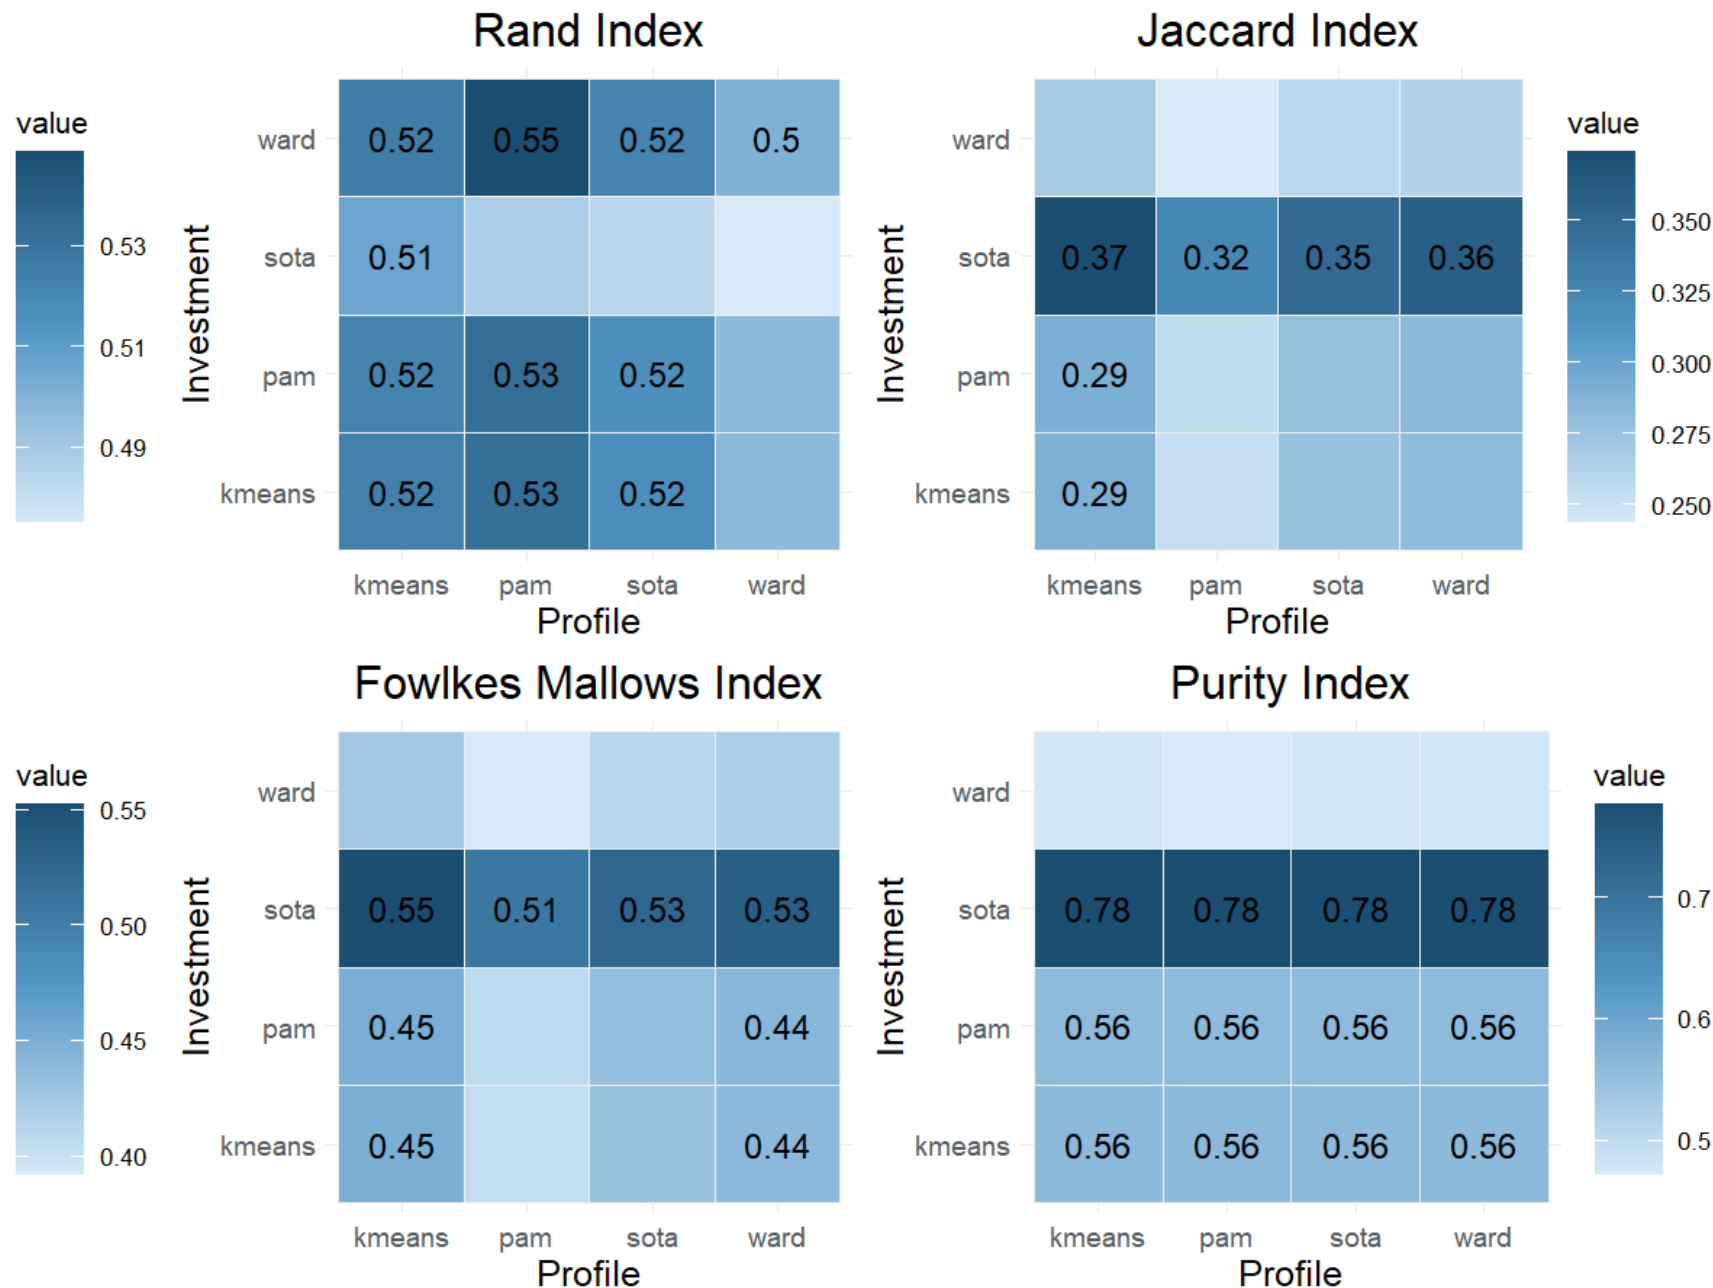 Rand Index
value
0.53
0.51
0.49
Investment
ward 0.52 0.55 0.52 0.5
sota 0.51
pam 0.52 0.53 0.52
kmeans 0.52 0.53 0.52
kmeans pam sota ward
Profile
Jaccard Index
Investment
ward
sota 0.37 0.32 0.35 0.36
pam 0.29
kmeans 0.29
kmeans pam sota ward
Profile
value
0.350
0.325
0.300
0.275
0.250
Fowlkes Mallows Index
value
0.55
0.50
0.45
0.40
Investment
ward
sota 0.55 0.51 0.53 0.53
pam 0.45 0.44
kmeans 0.45 0.44
kmeans pam sota ward
Profile
Purity Index
Investment
ward
sota 0.78 0.78 0.78 0.78
pam 0.56 0.56 0.56 0.56
kmeans 0.56 0.56 0.56 0.56
kmeans pam sota ward
Profile
value
0.7
0.6
0.5